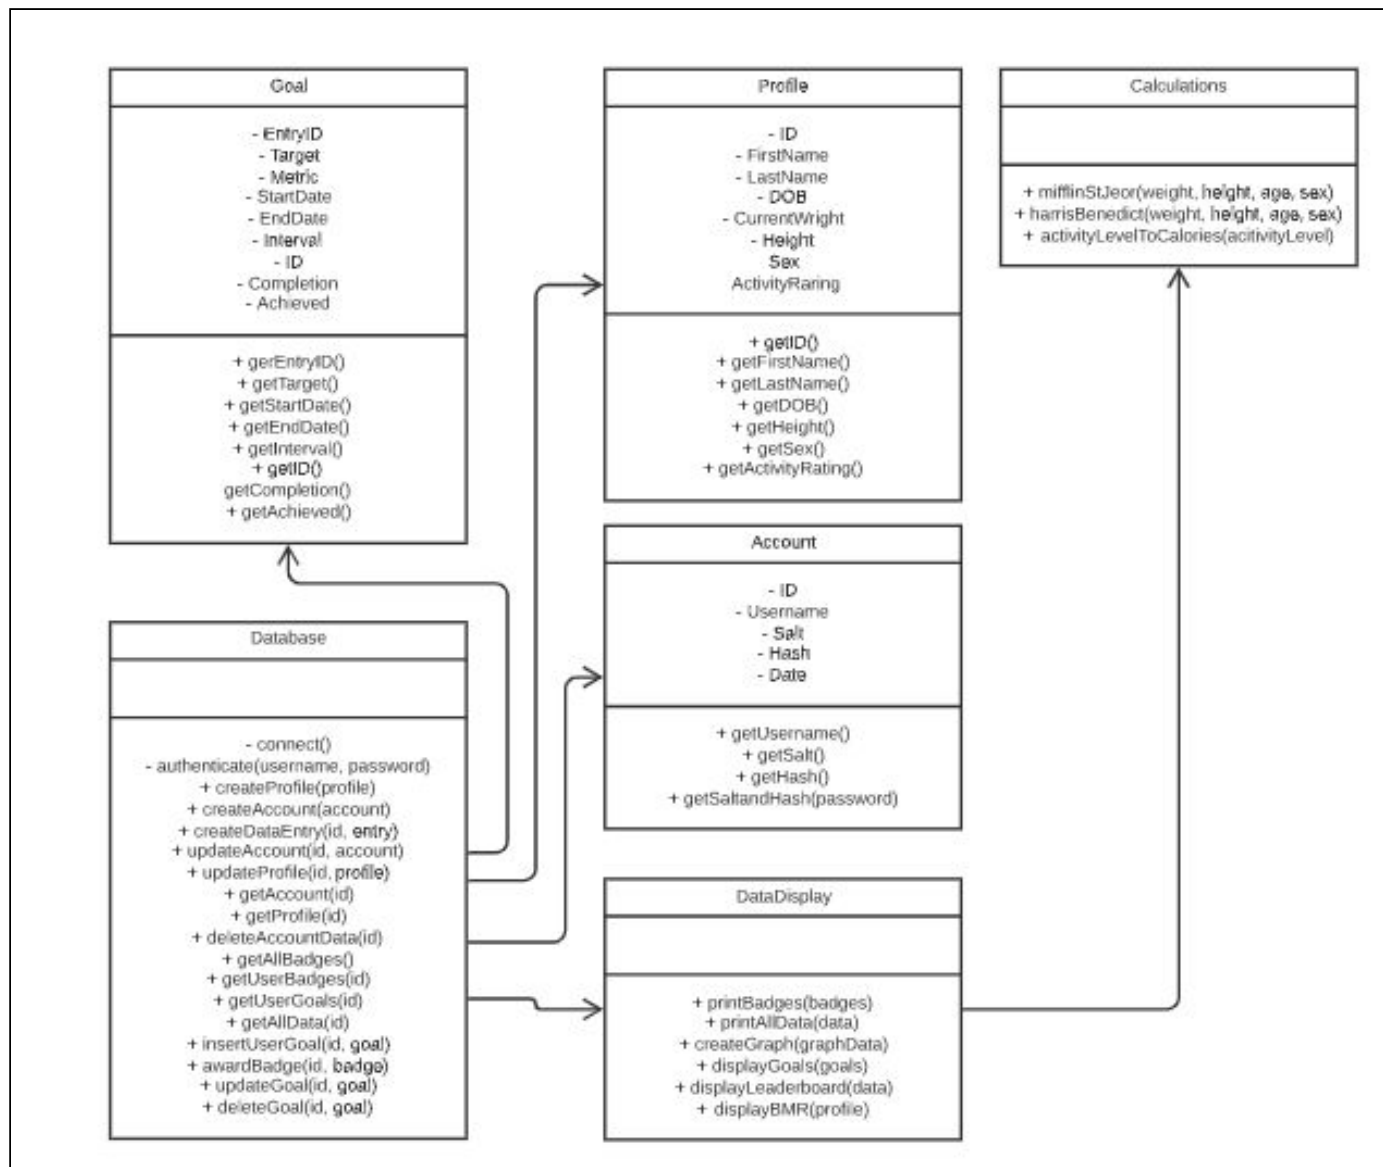 Goal
- EntryID
- Target
- Metric
- StartDate
- EndDate
- Interval
- ID
- Completion
- Achieved
+ gerEntryID()
+ getTarget()
+ getStartDate()
+ getEndDate()
+ getInterval()
+ getID()
getCompletion()
+ getAchieved()
Profile
- ID
- FirstName
- LastName
- DOB
- CurrentWright
- Height
Sex
ActivityRaring
+ getID()
+ getFirstName()
+ getLastName()
+ getDOB()
+ getHeight()
+ getSex()
+ getActivityRating()
Calculations
+ mifflinStJeor(weight, height, age, sex)
+ harrisBenedict(weight, height, age, sex)
+ activityLevelToCalories(acitivityLevel)
Database
- connect()
- authenticate(username, password)
+ createProfile(profile)
+ createAccount(account)
+ createDataEntry(id, entry)
+ updateAccount(id, account)
+ updateProfile(id, profile)
+ getAccount(id)
+ getProfile(id)
+ deleteAccountData(id)
+ getAllBadges()
+ getUserBadges(id)
+ getUserGoals(id)
+ getAllData(id)
+ insertUserGoal(id, goal)
+ awardBadge(id, badge)
+ updateGoal(id, goal)
+ deleteGoal(id, goal)
Account
- ID
- Username
- Salt
- Hash
- Date
+ getUsername()
+ getSalt()
+ getHash()
+ getSaltandHash(password)
DataDisplay
+ printBadges(badges)
+ printAllData(data)
+ createGraph(graphData)
+ displayGoals(goals)
+ displayLeaderboard(data)
+ displayBMR(profile)